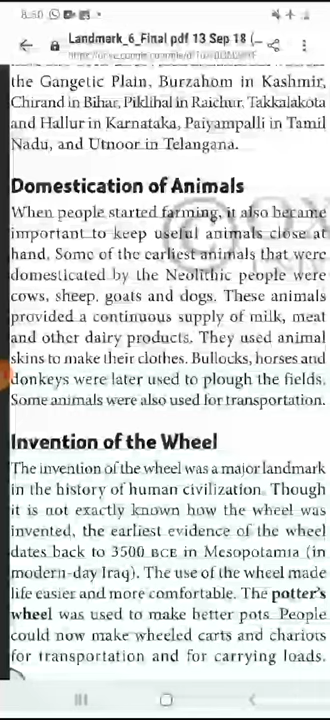 8:50
Landmark_6_Final pdf 13 Sep 18 (_
the Gangetic Plain, Burzahom in Kashmir,
Chirand in Bihar, Piklihal in Raichur, Takkalakota
and Hallur in Karnataka, Paiyampalli in Tamil
Nadu, and Utnoor in Telangana.
Domestication of Animals
When people started farming, it also became
important to keep useful animals close at
hand. Some of the earliest animals that were
domesticated by the Neolithic people were
cows, sheep, goats and dogs. These animals
provided a continuous supply of milk, meat
and other dairy products. They used animal
skins to make their clothes. Bullocks, horses and
donkeys were later used to plough the fields.
Some animals were also used for transportation.
Invention of the Wheel
The invention of the wheel was a major landmark
in the history of human civilization. Though
it is not exactly known how the wheel was
invented, the earliest evidence of the wheel
dates back to 3500 BCE in Mesopotamia (in
modern-day Iraq). The use of the wheel made
life easier and more comfortable. The potter's
wheel was used to make better pots. People
could now make wheeled carts and chariots
for transportation and for carrying loads.